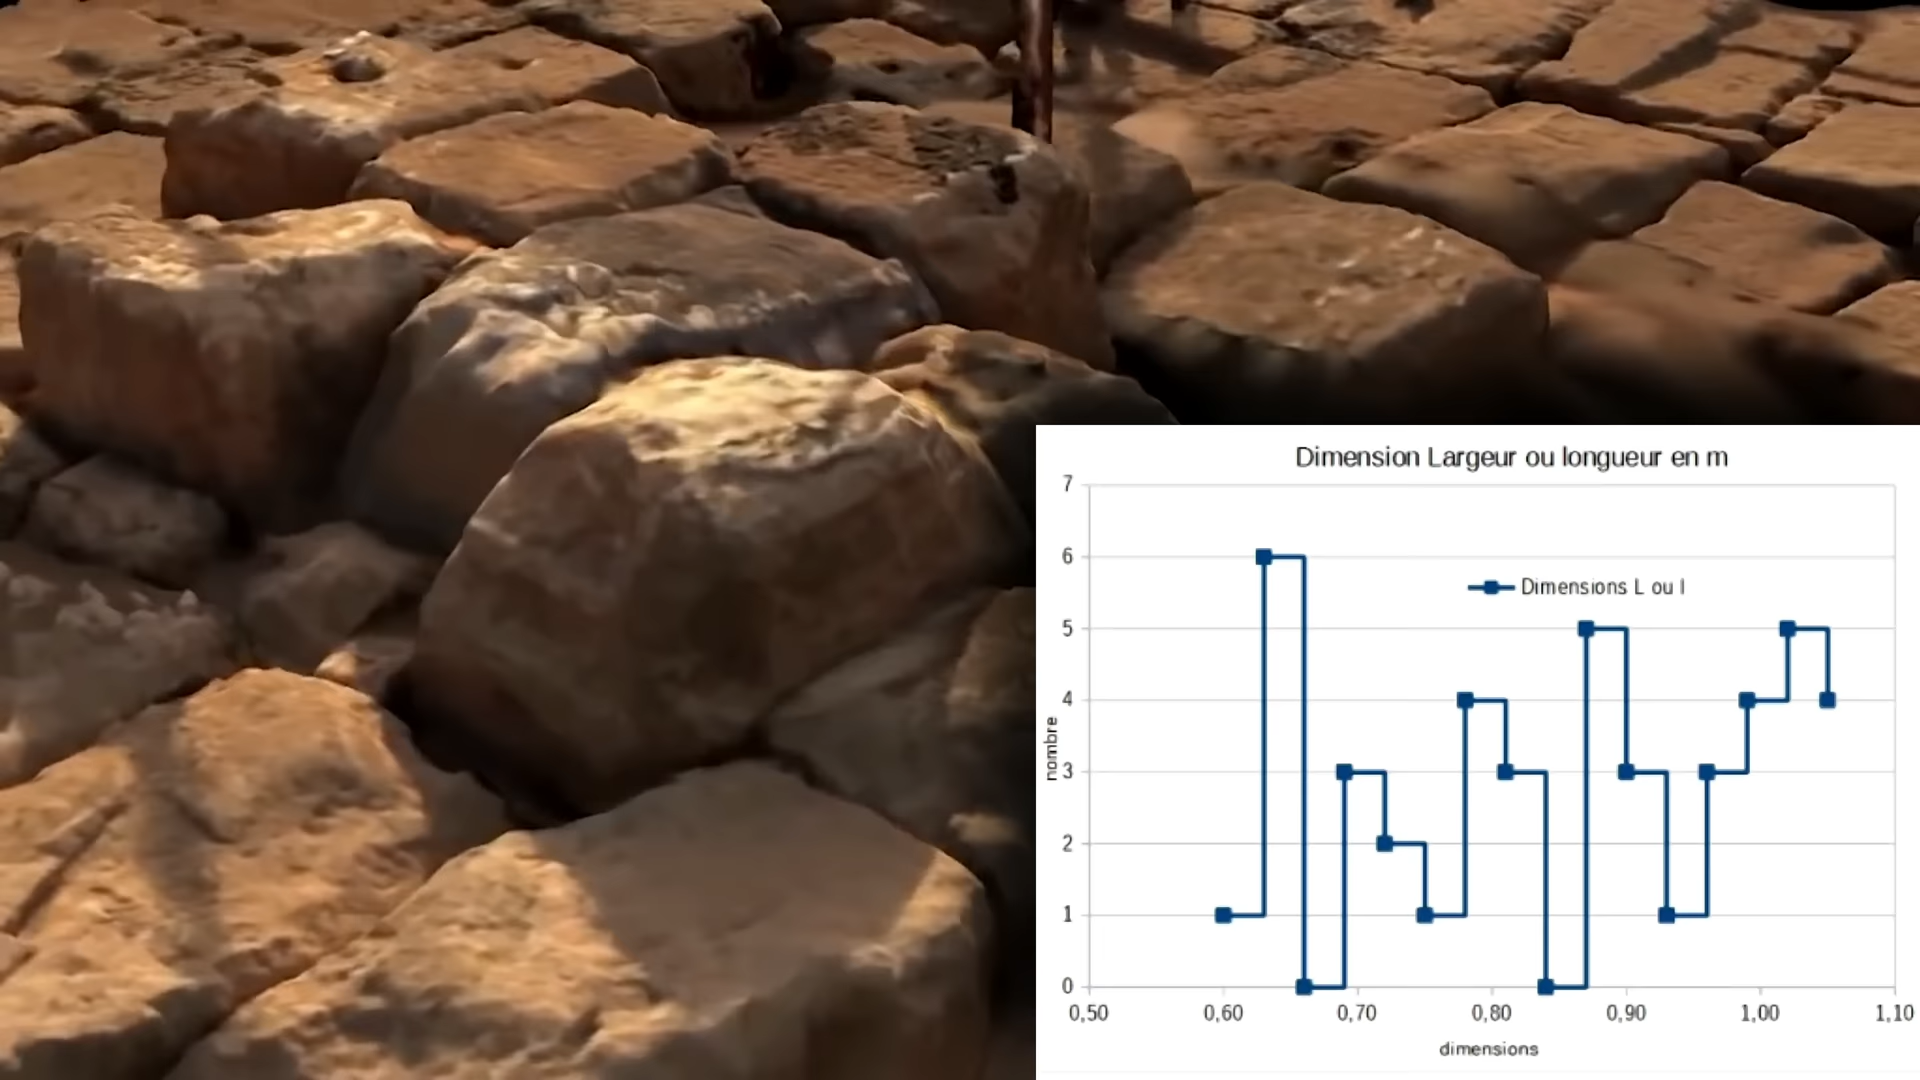 Dimension Largeur ou longueur en m
7
6
5
4
3
2
1
0
nombre
Dimensions L ou l
0,50 0,60 0,70 0,80 0,90 1,00 1,10
dimensions